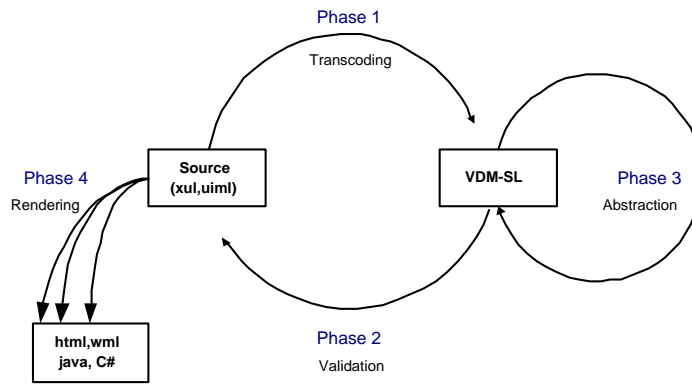 Phase 1
Transcoding
Phase 4
Rendering
Source
(xul,uiml)
VDM-SL
Phase 3
Abstraction
html,wml
java, C#
Phase 2
Validation